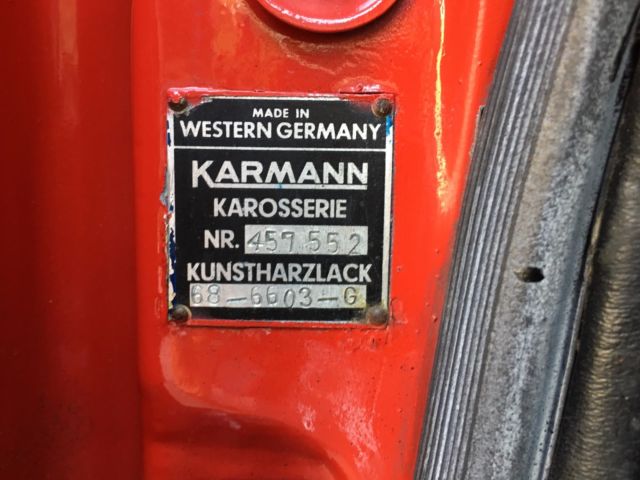 MADE IN
WESTERN GERMANY
KARMANN
KAROSSERIE
NR. 457 552
KUNSTHARZLACK
68-6603-G